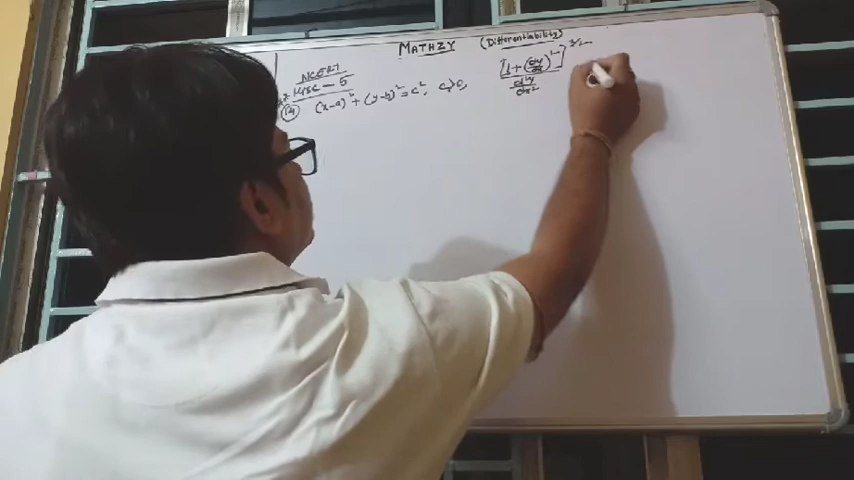 MATHZY (Differentiability)
NCERT
Misc - 5
(14) (x-a)² + (y-b)² = c², c>0,
[1+(dy/dx)²]^3/2
d²y/dx²